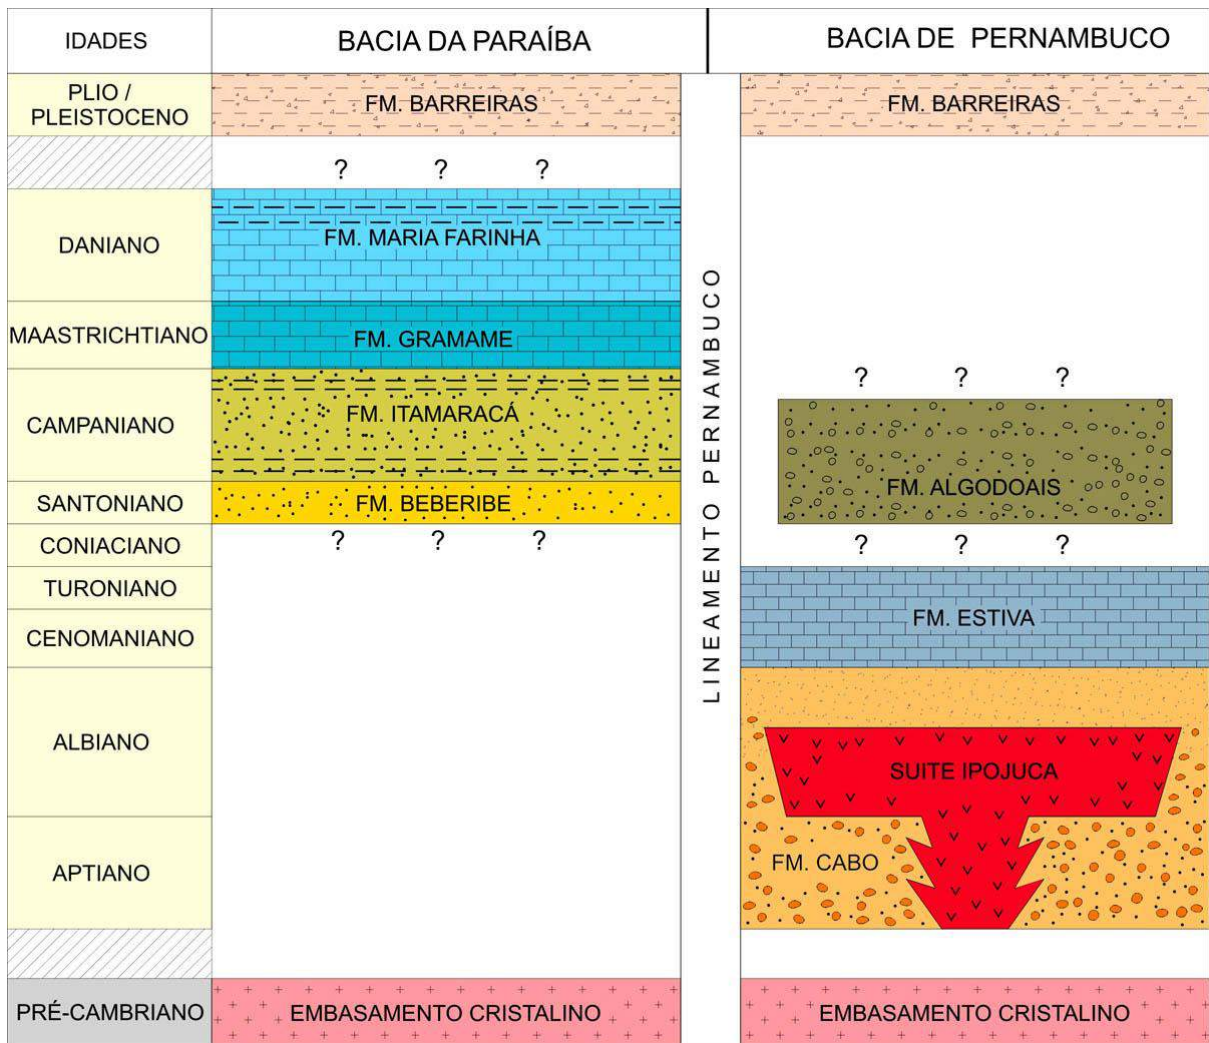 IDADES
BACIA DA PARAÍBA
BACIA DE PERNAMBUCO
PLIO /
PLEISTOCENO
FM. BARREIRAS
FM. BARREIRAS
? ? ?
DANIANO
FM. MARIA FARINHA
MAASTRICHTIANO
FM. GRAMAME
? ? ?
CAMPANIANO
FM. ITAMARACÁ
FM. ALGODOAIS
SANTONIANO
FM. BEBERIBE
CONIACIANO
? ? ?
? ? ?
TURONIANO
CENOMANIANO
FM. ESTIVA
LINEAMENTO PERNAMBUCO
ALBIANO
SUITE IPOJUCA
APTIANO
FM. CABO
PRÉ-CAMBRIANO
EMBASAMENTO CRISTALINO
EMBASAMENTO CRISTALINO